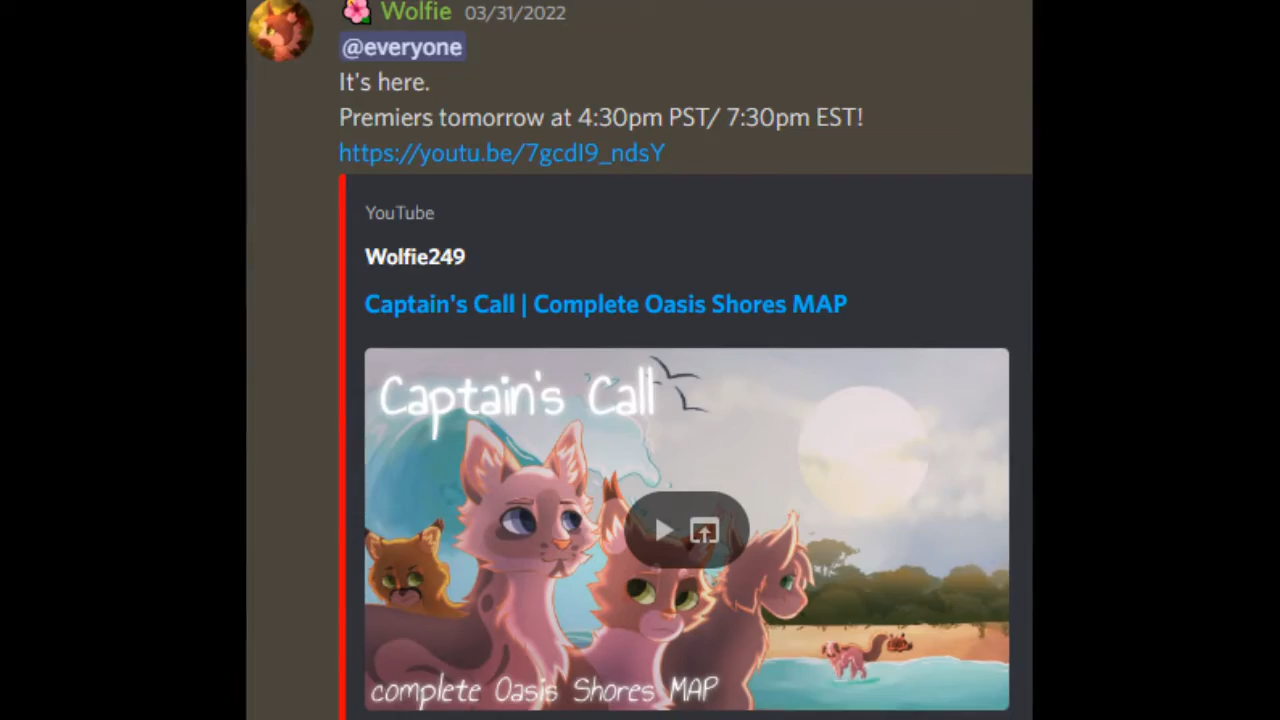 Wolfie 03/31/2022
@everyone
It's here.
Premiers tomorrow at 4:30pm PST/ 7:30pm EST!
https://youtu.be/7gcdI9_ndsY
YouTube
Wolfie249
Captain's Call | Complete Oasis Shores MAP
Captain's Call
complete Oasis Shores MAP